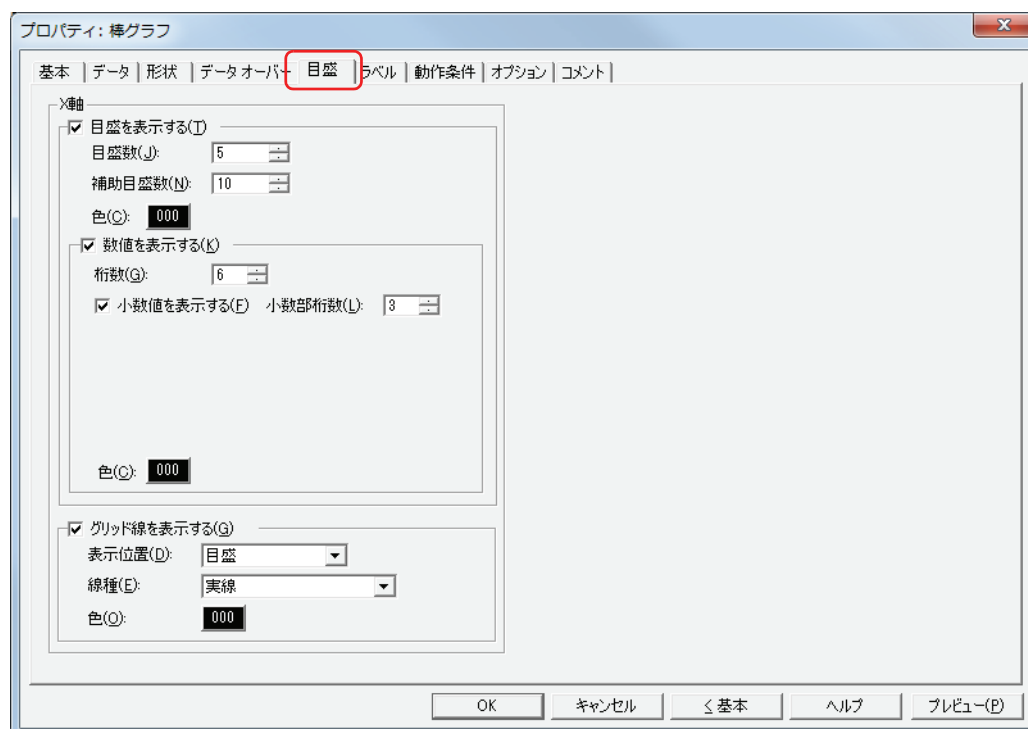 プロパティ: 棒グラフ
基本 データ 形状 データ オーバー 目盛 ラベル 動作条件 オプション コメント
X軸
目盛を表示する(T)
目盛数(J): 5
補助目盛数(N): 10
色(C): 000
数値を表示する(K)
桁数(G): 6
小数値を表示する(F) 小数部桁数(L): 3
色(C): 000
グリッド線を表示する(G)
表示位置(D): 目盛
線種(E): 実線
色(O): 000
OK キャンセル < 基本 ヘルプ プレビュー(P)